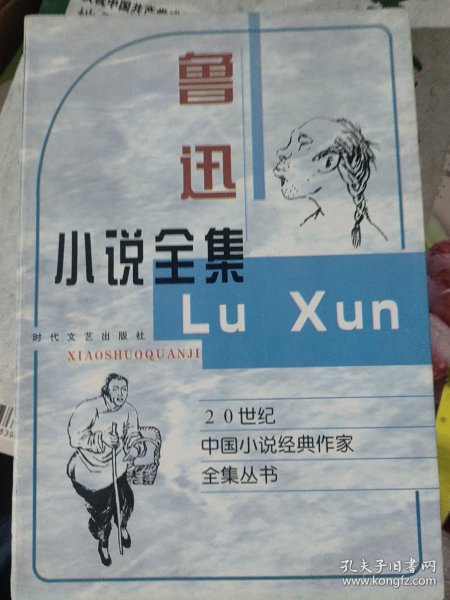 鲁
迅
小说全集
Lu Xun
时代文艺出版社
XIAOSHUOQUANJI
20世纪
中国小说经典作家
全集丛书
孔夫子旧书网
www.kongfz.com